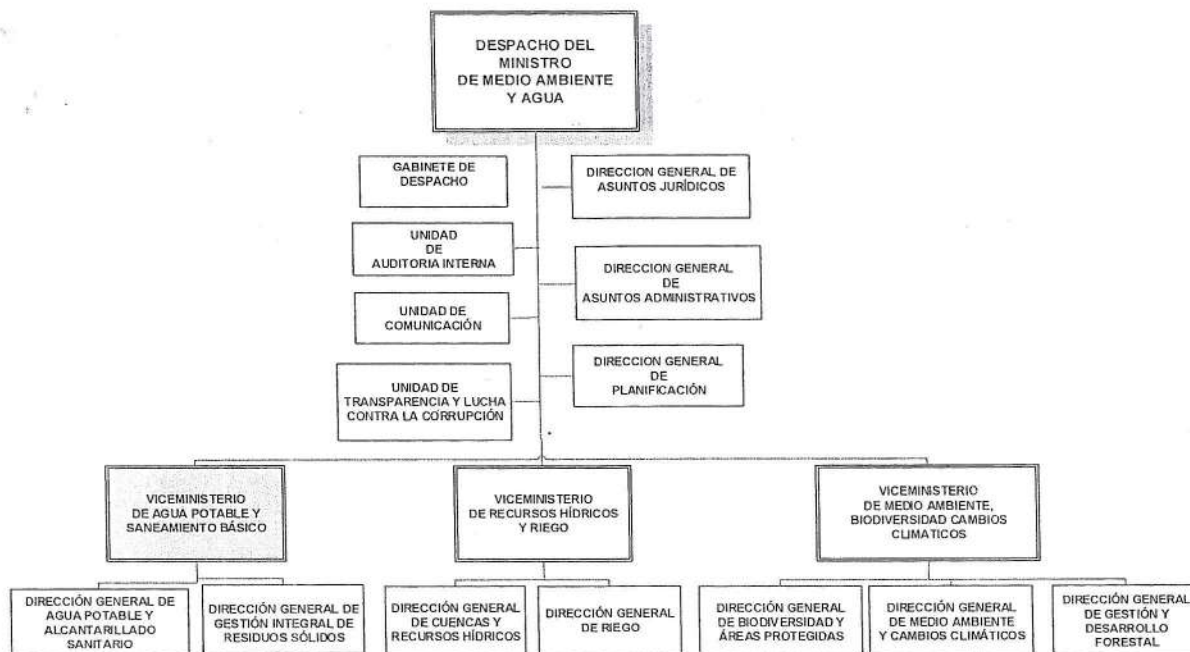 DESPACHO DEL
MINISTRO
DE MEDIO AMBIENTE
Y AGUA
GABINETE DE
DESPACHO
DIRECCION GENERAL DE
ASUNTOS JURÍDICOS
UNIDAD
DE
AUDITORIA INTERNA
DIRECCION GENERAL
DE
ASUNTOS ADMINISTRATIVOS
UNIDAD DE
COMUNICACIÓN
DIRECCION GENERAL
DE
PLANIFICACIÓN
UNIDAD DE
TRANSPARENCIA Y LUCHA
CONTRA LA CORRUPCIÓN
VICEMINISTERIO
DE AGUA POTABLE Y
SANEAMIENTO BÁSICO
VICEMINISTERIO
DE RECURSOS HÍDRICOS
Y RIEGO
VICEMINISTERIO
DE MEDIO AMBIENTE,
BIODIVERSIDAD CAMBIOS
CLIMATICOS
DIRECCIÓN GENERAL DE
AGUA POTABLE Y
ALCANTARILLADO
SANITARIO
DIRECCIÓN GENERAL DE
GESTIÓN INTEGRAL DE
RESIDUOS SÓLIDOS
DIRECCIÓN GENERAL
DE CUENCAS Y
RECURSOS HÍDRICOS
DIRECCIÓN GENERAL
DE RIEGO
DIRECCIÓN GENERAL
DE BIODIVERSIDAD Y
ÁREAS PROTEGIDAS
DIRECCIÓN GENERAL
DE MEDIO AMBIENTE
Y CAMBIOS CLIMÁTICOS
DIRECCIÓN GENERAL
DE GESTIÓN Y
DESARROLLO
FORESTAL